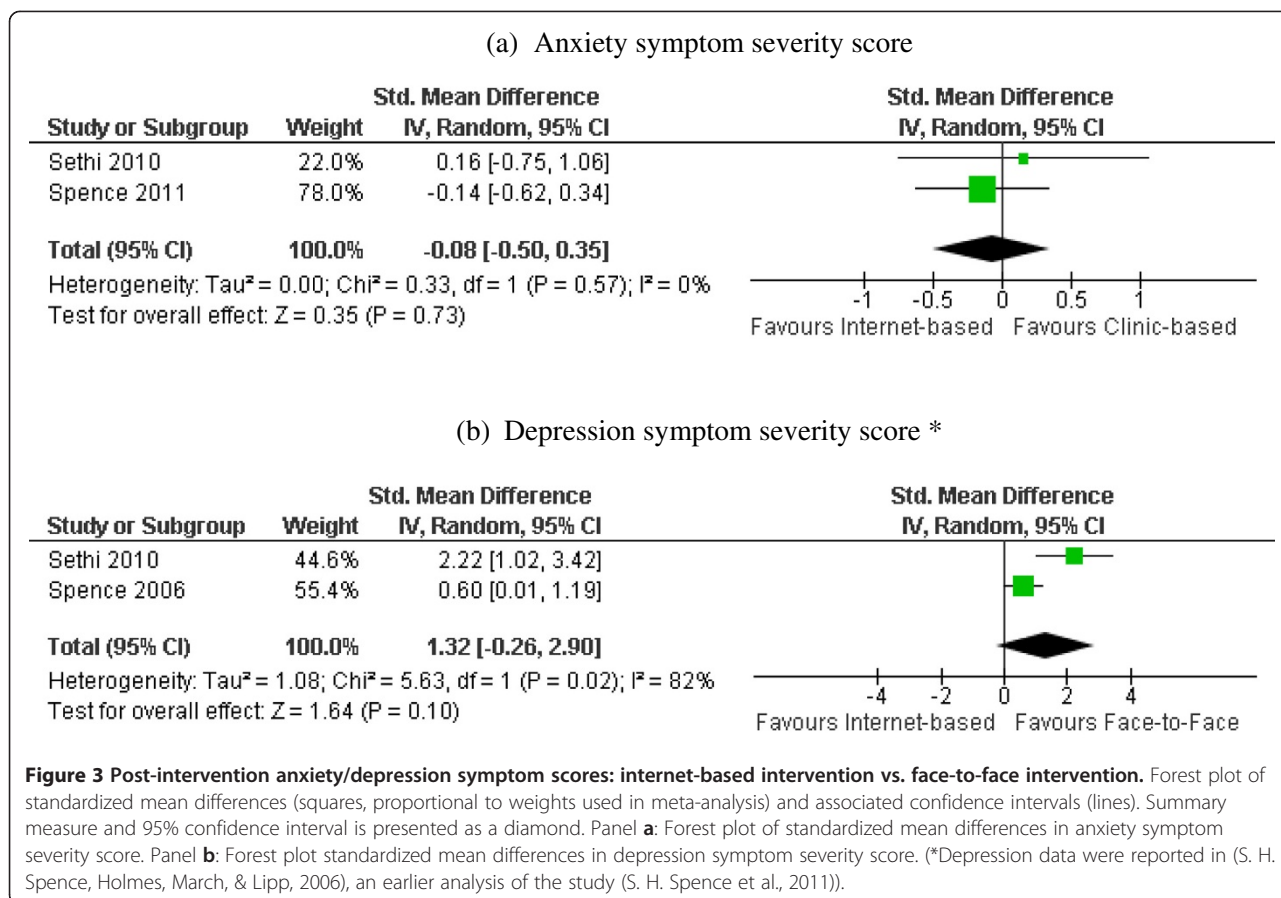 (a) Anxiety symptom severity score
Std. Mean Difference Std. Mean Difference
Study or Subgroup Weight IV, Random, 95% CI IV, Random, 95% CI
Sethi 2010 22.0% 0.16 [-0.75, 1.06]
Spence 2011 78.0% -0.14 [-0.62, 0.34]
Total (95% CI) 100.0% -0.08 [-0.50, 0.35]
Heterogeneity: Tau² = 0.00; Chi² = 0.33, df = 1 (P = 0.57); I² = 0%
Test for overall effect: Z = 0.35 (P = 0.73)
-1 -0.5 0 0.5 1
Favours Internet-based Favours Clinic-based
(b) Depression symptom severity score *
Std. Mean Difference Std. Mean Difference
Study or Subgroup Weight IV, Random, 95% CI IV, Random, 95% CI
Sethi 2010 44.6% 2.22 [1.02, 3.42]
Spence 2006 55.4% 0.60 [0.01, 1.19]
Total (95% CI) 100.0% 1.32 [-0.26, 2.90]
Heterogeneity: Tau² = 1.08; Chi² = 5.63, df = 1 (P = 0.02); I² = 82%
Test for overall effect: Z = 1.64 (P = 0.10)
-4 -2 0 2 4
Favours Internet-based Favours Face-to-Face
Figure 3 Post-intervention anxiety/depression symptom scores: internet-based intervention vs. face-to-face intervention. Forest plot of
standardized mean differences (squares, proportional to weights used in meta-analysis) and associated confidence intervals (lines). Summary
measure and 95% confidence interval is presented as a diamond. Panel a: Forest plot of standardized mean differences in anxiety symptom
severity score. Panel b: Forest plot standardized mean differences in depression symptom severity score. (*Depression data were reported in (S. H.
Spence, Holmes, March, & Lipp, 2006), an earlier analysis of the study (S. H. Spence et al., 2011)).